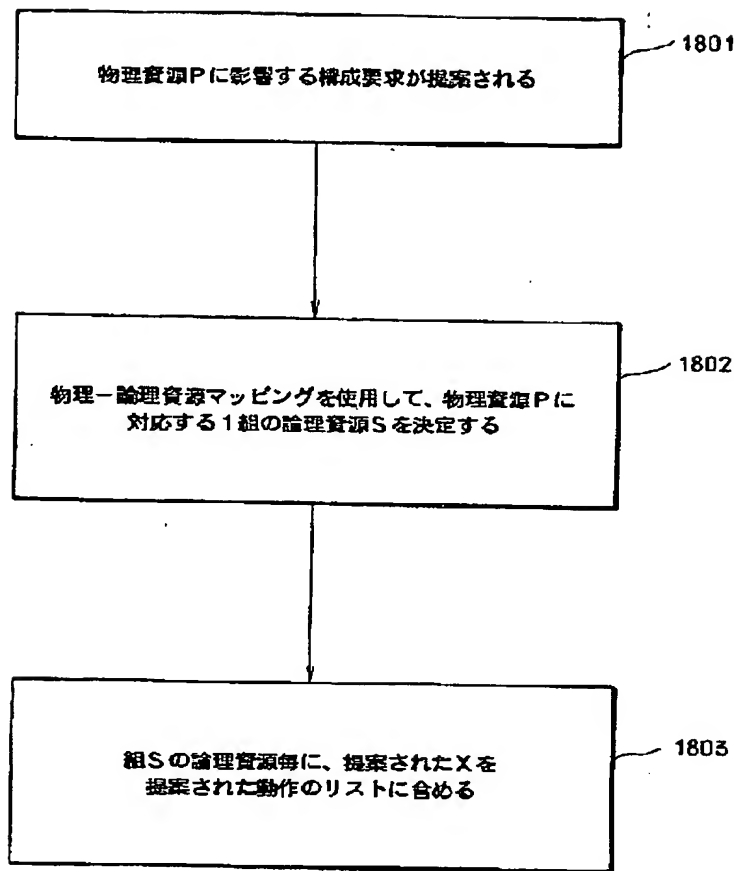 物理資源Pに影響する構成要求が提案される
1801
物理－論理資源マッピングを使用して、物理資源Pに
対応する1組の論理資源Sを決定する
1802
組Sの論理資源毎に、提案されたXを
提案された動作のリストに含める
1803